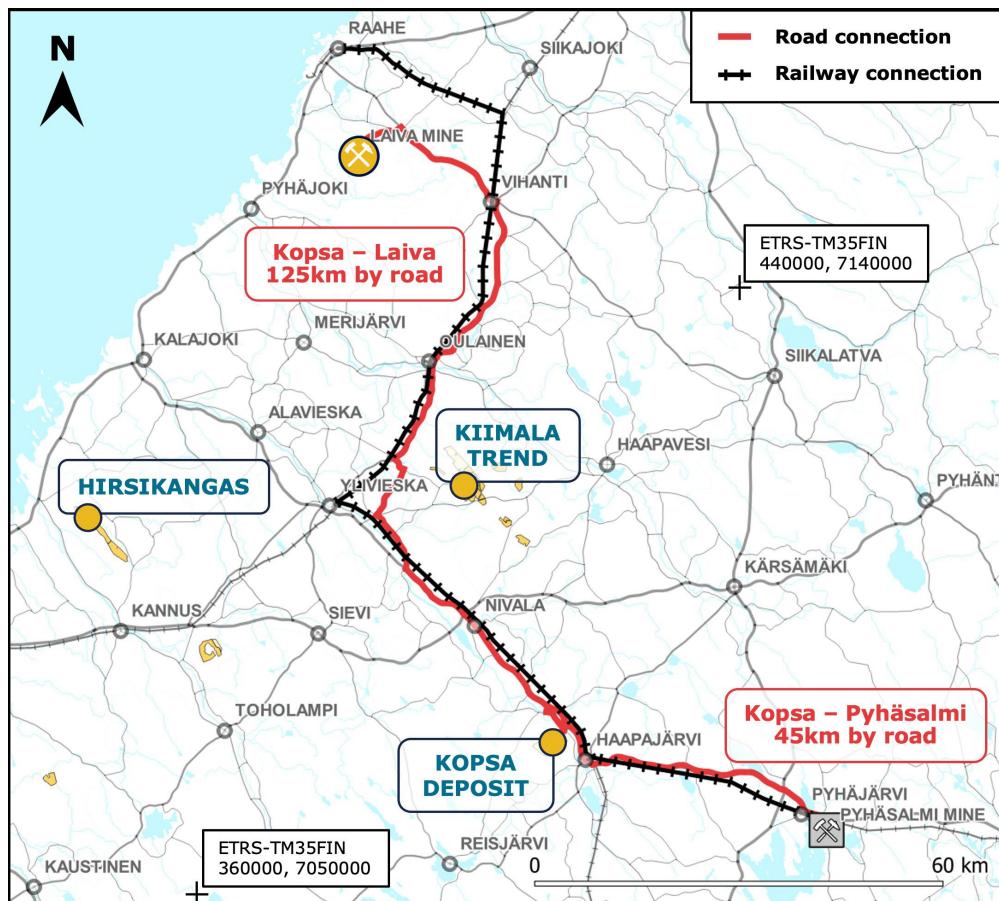 RAAHE
N
SIIKAJOKI
Road connection
Railway connection
LAIVA MINE
PYHÄJOKI
VIHANTI
Kopsa – Laiva
125km by road
ETRS-TM35FIN
440000, 7140000
MERIJÄRVI
KALAJOKI
OULAINEN
SIIKALATVA
ALAVIESKA
KIIMALA
TREND
HAAPAVESI
HIRSIKANGAS
YLIVIESKA
PYHÄNT
KÄRSÄMÄKI
KANNUS
SIEVI
NIVALA
TOHOLAMPI
HAAPAJÄRVI
Kopsa – Pyhäsalmi
45km by road
KOPSA
DEPOSIT
PYHÄJÄRVI
PYHÄSALMI MINE
ETRS-TM35FIN
360000, 7050000
REISJÄRVI
KAUSTINEN
0
60 km